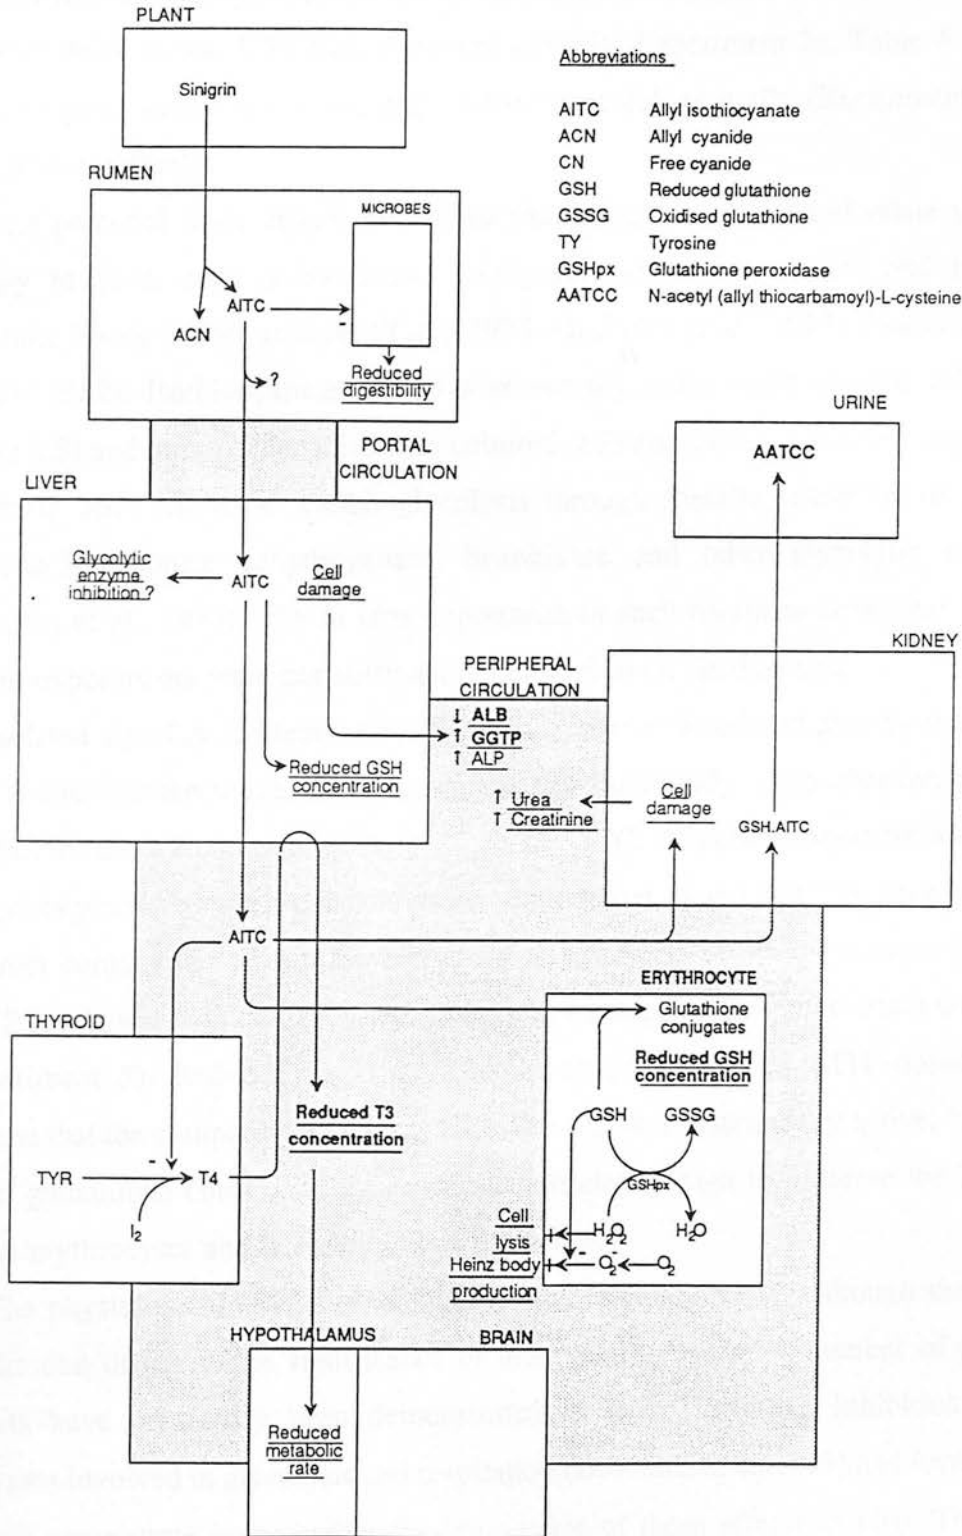 PLANT
Sinigrin
Abbreviations
AITC Allyl isothiocyanate
ACN Allyl cyanide
CN Free cyanide
GSH Reduced glutathione
GSSG Oxidised glutathione
TY Tyrosine
GSHpx Glutathione peroxidase
AATCC N-acetyl (allyl thiocarbamoyl)-L-cysteine
RUMEN
MICROBES
AITC
-
ACN
?
Reduced
digestibility
PORTAL
CIRCULATION
URINE
AATCC
LIVER
Glycolytic
enzyme
inhibition ?
AITC
Cell
damage
Reduced GSH
concentration
PERIPHERAL
CIRCULATION
↓ ALB
↑ GGTP
↑ ALP
↑ Urea
↑ Creatinine
KIDNEY
Cell
damage
GSH.AITC
AITC
THYROID
TYR
-
T4
I2
Reduced T3
concentration
ERYTHROCYTE
Glutathione
conjugates
Reduced GSH
concentration
GSH GSSG
GSHpx
H2O2 H2O
Cell
lysis
Heinz body
production
- O2- O2
HYPOTHALAMUS
BRAIN
Reduced
metabolic
rate